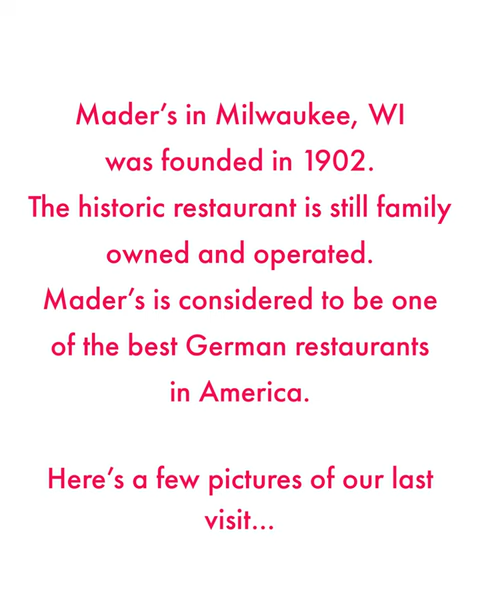 Mader’s in Milwaukee, WI
was founded in 1902.
The historic restaurant is still family
owned and operated.
Mader’s is considered to be one
of the best German restaurants
in America.
Here’s a few pictures of our last
visit...